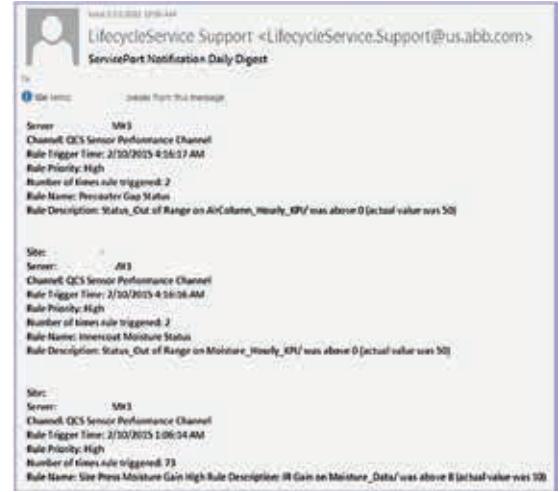 LifecycleService Support <LifecycleService.Support@us.abb.com>
ServicePort Notification Daily Digest
To
from this message
Server
Channel: QCS Sensor Performance Channel
Rule Trigger Time: 2/10/2015 4:16:17 AM
Rule Priority: High
Number of times rule triggered: 2
Rule Name: Precoater Gap Status
Rule Description: Status_Out of Range on AirColumn_Hourly_KPI/ was above 0 (actual value was 50)
Site:
Server:
Channel: QCS Sensor Performance Channel
Rule Trigger Time: 2/10/2015 4:16:16 AM
Rule Priority: High
Number of times rule triggered: 2
Rule Name: Innercoat Moisture Status
Rule Description: Status_Out of Range on Moisture_Hourly_KPI/ was above 0 (actual value was 50)
Site:
Server:
Channel: QCS Sensor Performance Channel
Rule Trigger Time: 2/10/2015 1:06:14 AM
Rule Priority: High
Number of times rule triggered: 73
Rule Name: Size Press Moisture Gain High Rule Description: IR Gain on Moisture_Data/ was above 8 (actual value was 10)